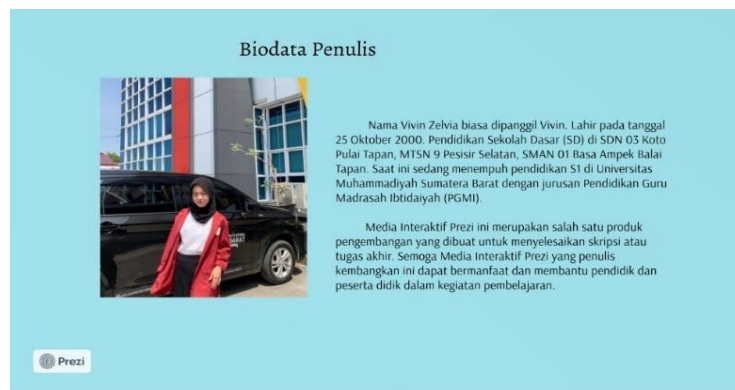 Biodata Penulis
Nama Vivin Zelvia biasa dipanggil Vivin. Lahir pada tanggal
25 Oktober 2000. Pendidikan Sekolah Dasar (SD) di SDN 03 Koto
Pulai Tapan, MTSN 9 Pesisir Selatan, SMAN 01 Basa Ampek Balai
Tapan. Saat ini sedang menempuh pendidikan S1 di Universitas
Muhammadiyah Sumatera Barat dengan jurusan Pendidikan Guru
Madrasah Ibtidaiyah (PGMI).
Media Interaktif Prezi ini merupakan salah satu produk
pengembangan yang dibuat untuk menyelesaikan skripsi atau
tugas akhir. Semoga Media Interaktif Prezi yang penulis
kembangkan ini dapat bermanfaat dan membantu pendidik dan
peserta didik dalam kegiatan pembelajaran.
BARAT
Prezi